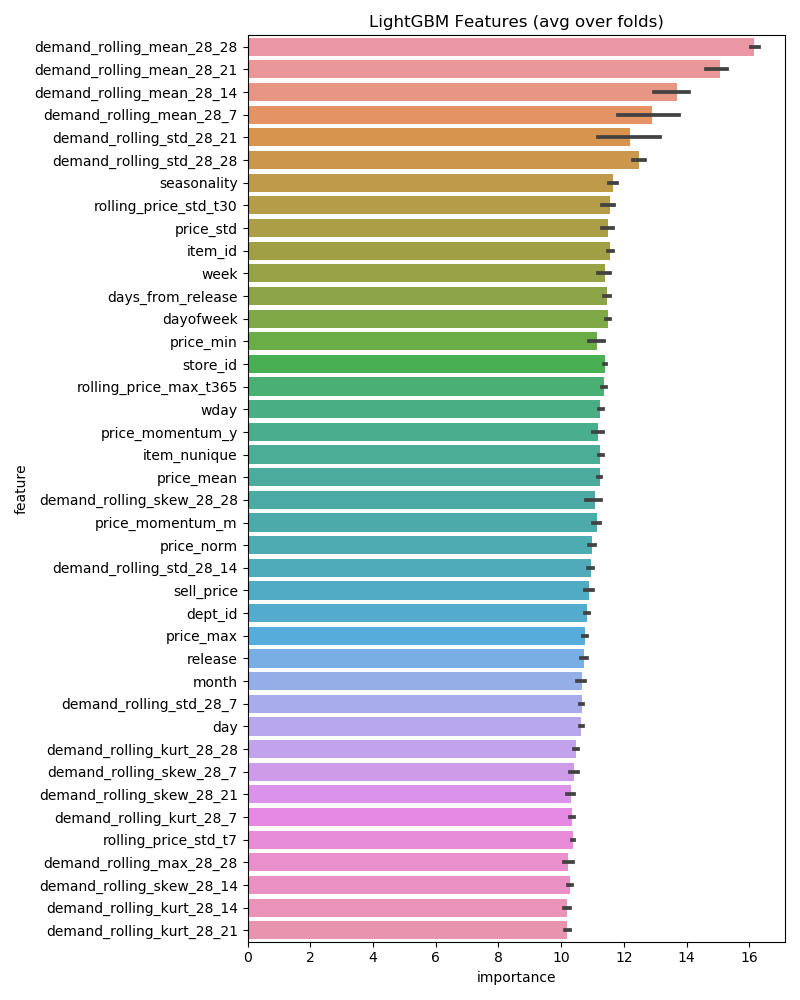 LightGBM Features (avg over folds)
feature
demand_rolling_mean_28_28
demand_rolling_mean_28_21
demand_rolling_mean_28_14
demand_rolling_mean_28_7
demand_rolling_std_28_21
demand_rolling_std_28_28
seasonality
rolling_price_std_t30
price_std
item_id
week
days_from_release
dayofweek
price_min
store_id
rolling_price_max_t365
wday
price_momentum_y
item_nunique
price_mean
demand_rolling_skew_28_28
price_momentum_m
price_norm
demand_rolling_std_28_14
sell_price
dept_id
price_max
release
month
demand_rolling_std_28_7
day
demand_rolling_kurt_28_28
demand_rolling_skew_28_7
demand_rolling_skew_28_21
demand_rolling_kurt_28_7
rolling_price_std_t7
demand_rolling_max_28_28
demand_rolling_skew_28_14
demand_rolling_kurt_28_14
demand_rolling_kurt_28_21
0 2 4 6 8 10 12 14 16
importance